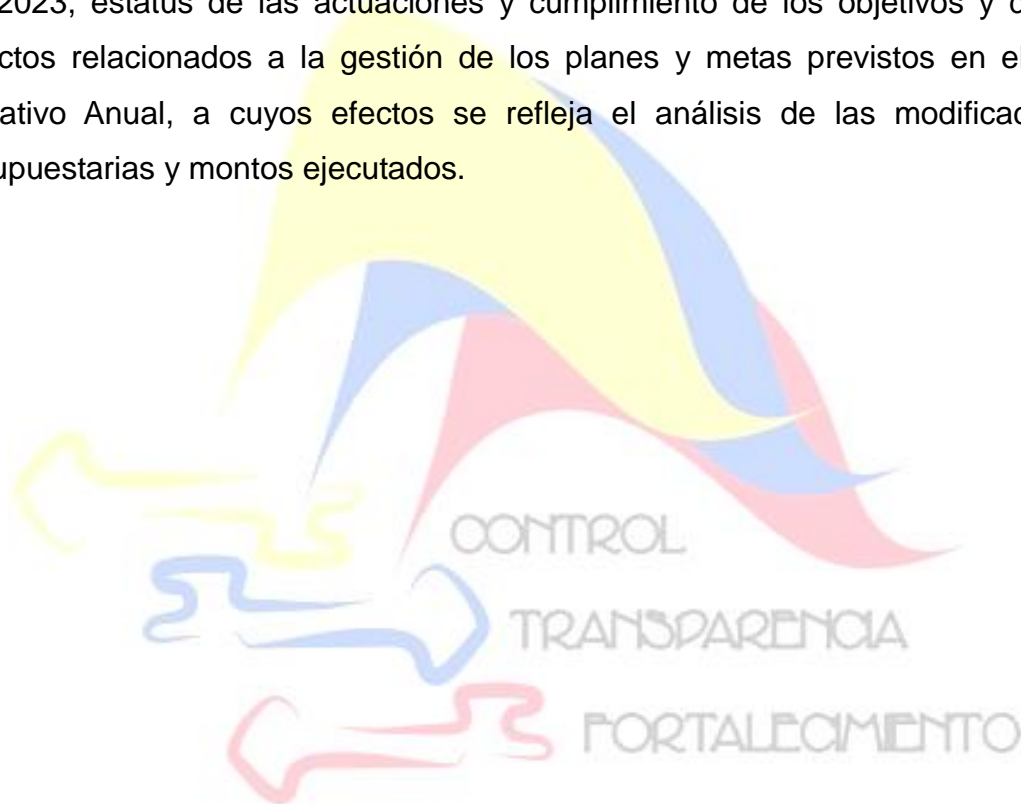 2023, estatus de las actuaciones y cumplimiento de los objetivos y
ctos relacionados a la gestión de los planes y metas previstos en el
ativo Anual, a cuyos efectos se refleja el análisis de las modificac
upuestarias y montos ejecutados.
CONTROL
TRANSPARENCIA
FORTALECIMIENTO